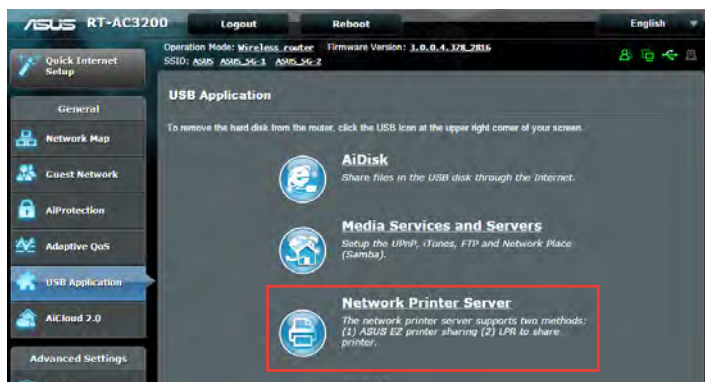 ASUS RT-AC3200 Logout Reboot English
Quick Internet Setup
Operation Mode: Wireless router Firmware Version: 3.0.0.4.378_2816
SSID: ASUS ASUS_5G-1 ASUS_5G-2
General
Network Map
Guest Network
AiProtection
Adaptive QoS
USB Application
AiCloud 2.0
Advanced Settings
USB Application
To remove the hard disk from the router, click the USB icon at the upper right corner of your screen.
AiDisk
Share files in the USB disk through the Internet.
Media Services and Servers
Setup the UPnP, iTunes, FTP and Network Place
(Samba).
Network Printer Server
The network printer server supports two methods:
(1) ASUS EZ printer sharing (2) LPR to share
printer.